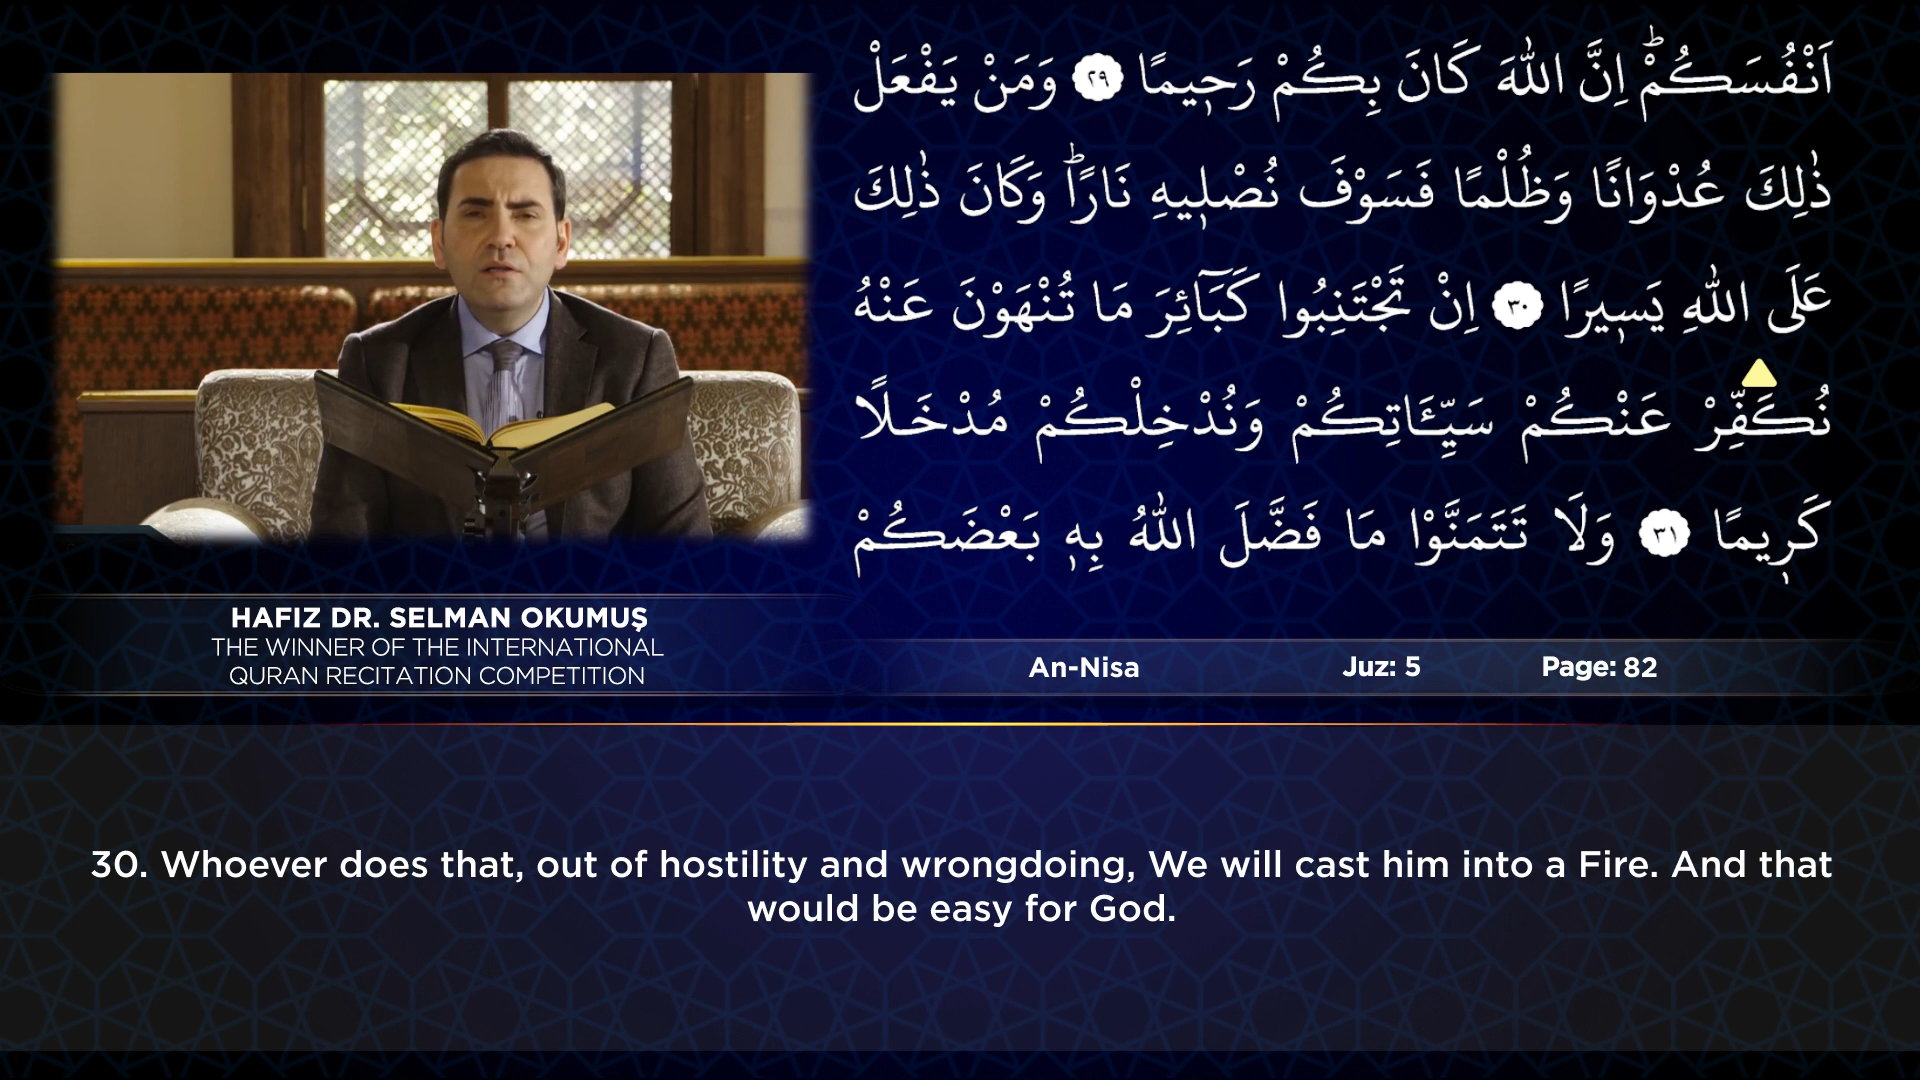 اَنْفُسَكُمْۜ اِنَّ اللّٰهَ كَانَ بِكُمْ رَح۪يمًا ﴿٢٩﴾ وَمَنْ يَفْعَلْ
ذٰلِكَ عُدْوَانًا وَظُلْمًا فَسَوْفَ نُصْل۪يهِ نَارًاۜ وَكَانَ ذٰلِكَ
عَلَى اللّٰهِ يَس۪يرًا ﴿٣٠﴾ اِنْ تَجْتَنِبُوا كَبَٓائِرَ مَا تُنْهَوْنَ عَنْهُ
نُكَفِّرْ عَنْكُمْ سَيِّـَٔاتِكُمْ وَنُدْخِلْكُمْ مُدْخَلًا
كَر۪يمًا ﴿٣١﴾ وَلَا تَتَمَنَّوْا مَا فَضَّلَ اللّٰهُ بِه۪ بَعْضَكُمْ
HAFIZ DR. SELMAN OKUMUŞ
THE WINNER OF THE INTERNATIONAL
QURAN RECITATION COMPETITION
An-Nisa Juz: 5 Page: 82
30. Whoever does that, out of hostility and wrongdoing, We will cast him into a Fire. And that
would be easy for God.